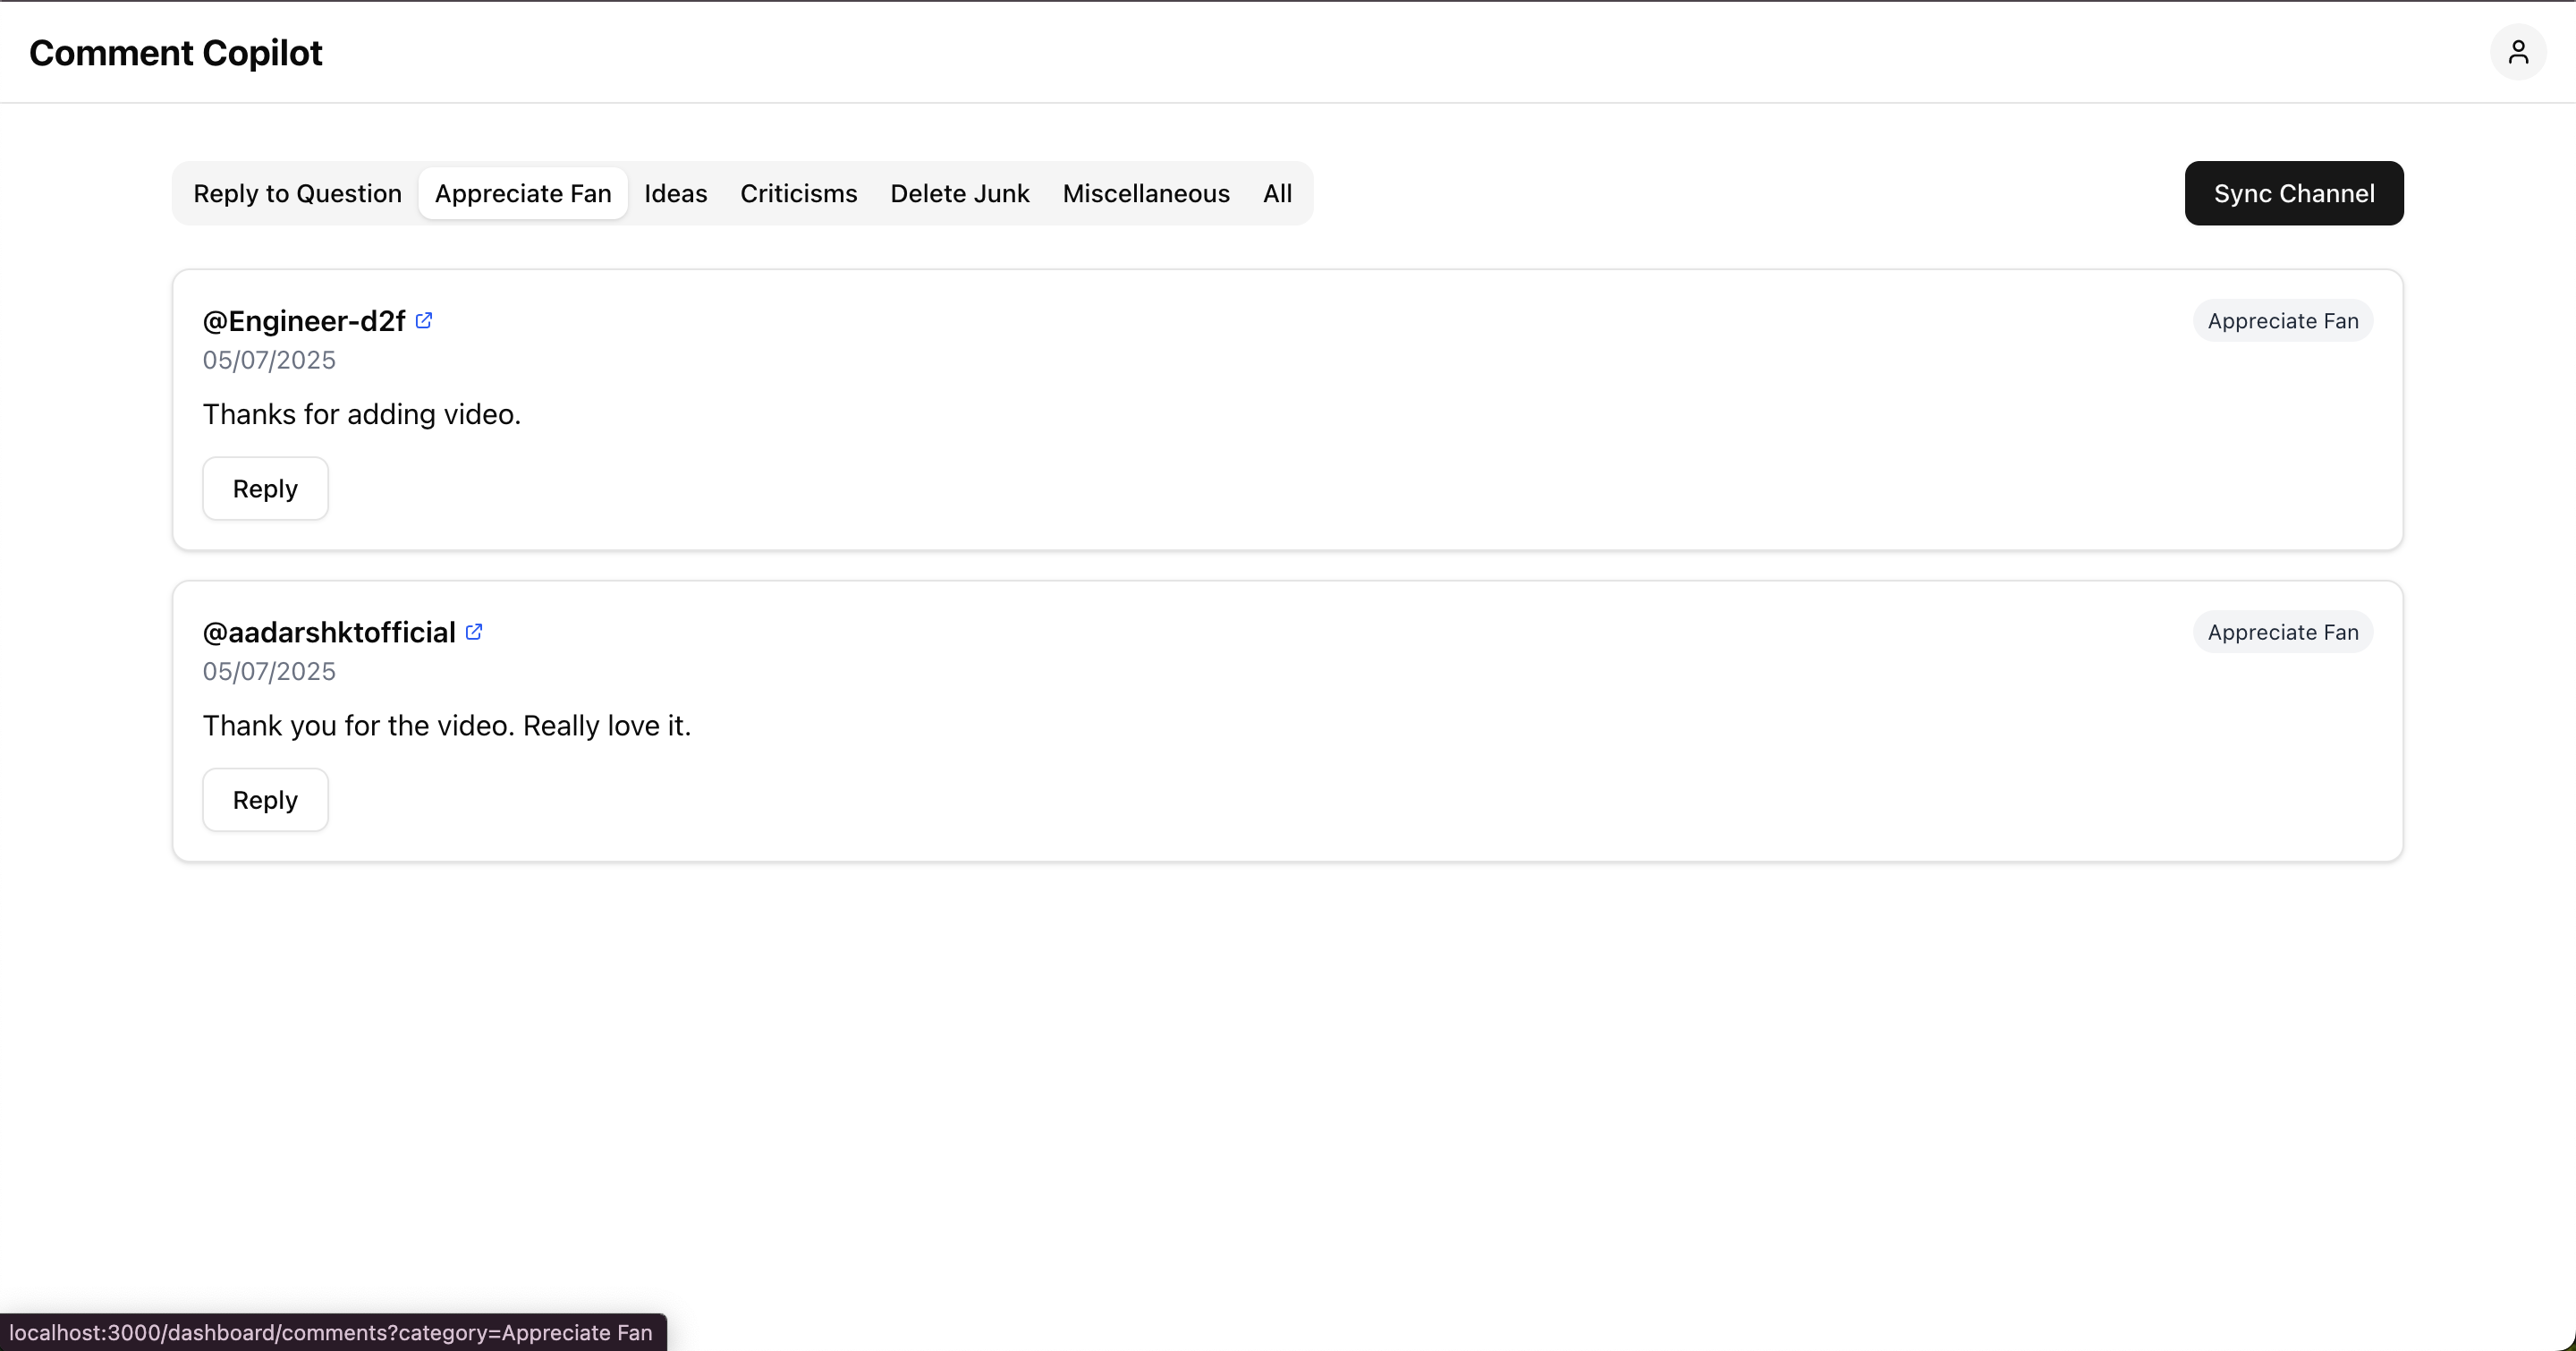 Comment Copilot
Reply to Question Appreciate Fan Ideas Criticisms Delete Junk Miscellaneous All Sync Channel
@Engineer-d2f Appreciate Fan
05/07/2025
Thanks for adding video.
Reply
@aadarshktofficial Appreciate Fan
05/07/2025
Thank you for the video. Really love it.
Reply
localhost:3000/dashboard/comments?category=Appreciate Fan